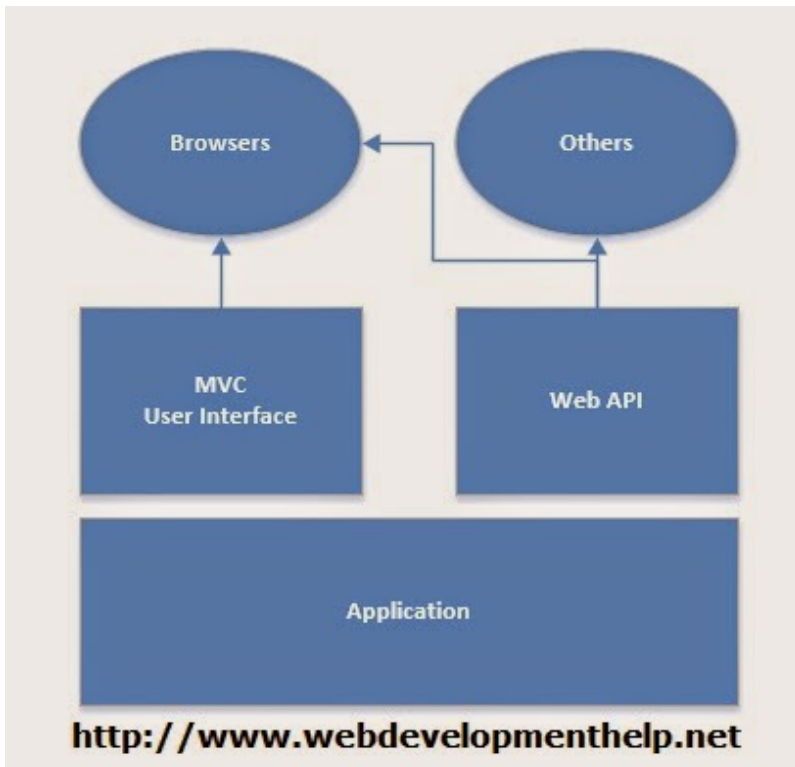 Browsers
Others
MVC
User Interface
Web API
Application
http://www.webdevelopmenthelp.net